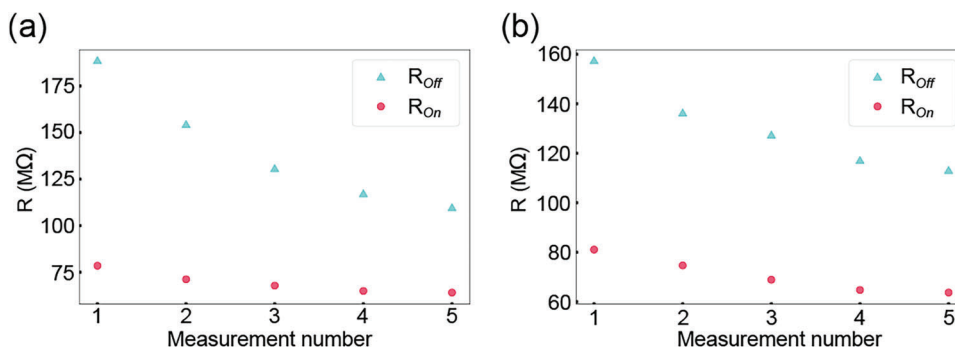 (a)
R (MΩ)
175
150
125
100
75
R_Off
R_On
1 2 3 4 5
Measurement number
(b)
R (MΩ)
160
140
120
100
80
60
R_Off
R_On
1 2 3 4 5
Measurement number